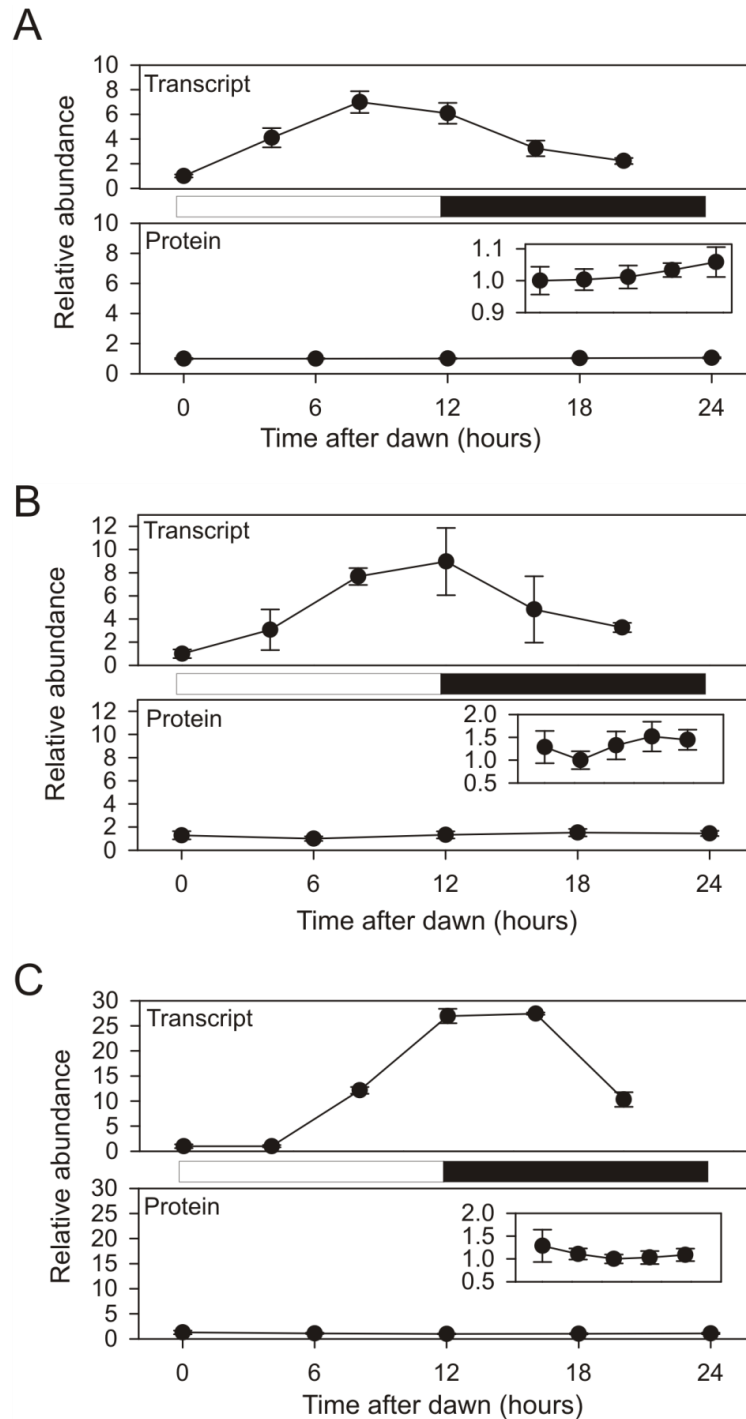 A
Relative abundance
Transcript
10
8
6
4
2
0
Protein
10
8
6
4
2
0
1.1
1.0
0.9
0 6 12 18 24
Time after dawn (hours)
B
Relative abundance
Transcript
12
10
8
6
4
2
0
Protein
12
10
8
6
4
2
0
2.0
1.5
1.0
0.5
0 6 12 18 24
Time after dawn (hours)
C
Relative abundance
Transcript
30
25
20
15
10
5
0
Protein
30
25
20
15
10
5
0
2.0
1.5
1.0
0.5
0 6 12 18 24
Time after dawn (hours)